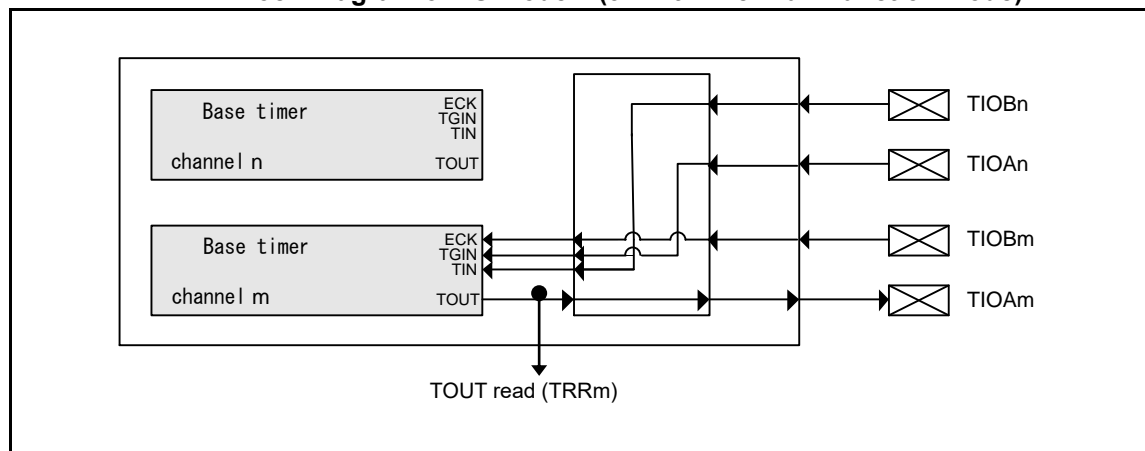 Base timer
ECK
TGIN
TIN
channel n
TOUT
TIOBn
TIOAn
Base timer
ECK
TGIN
TIN
channel m
TOUT
TIOBm
TIOAm
TOUT read (TRRm)